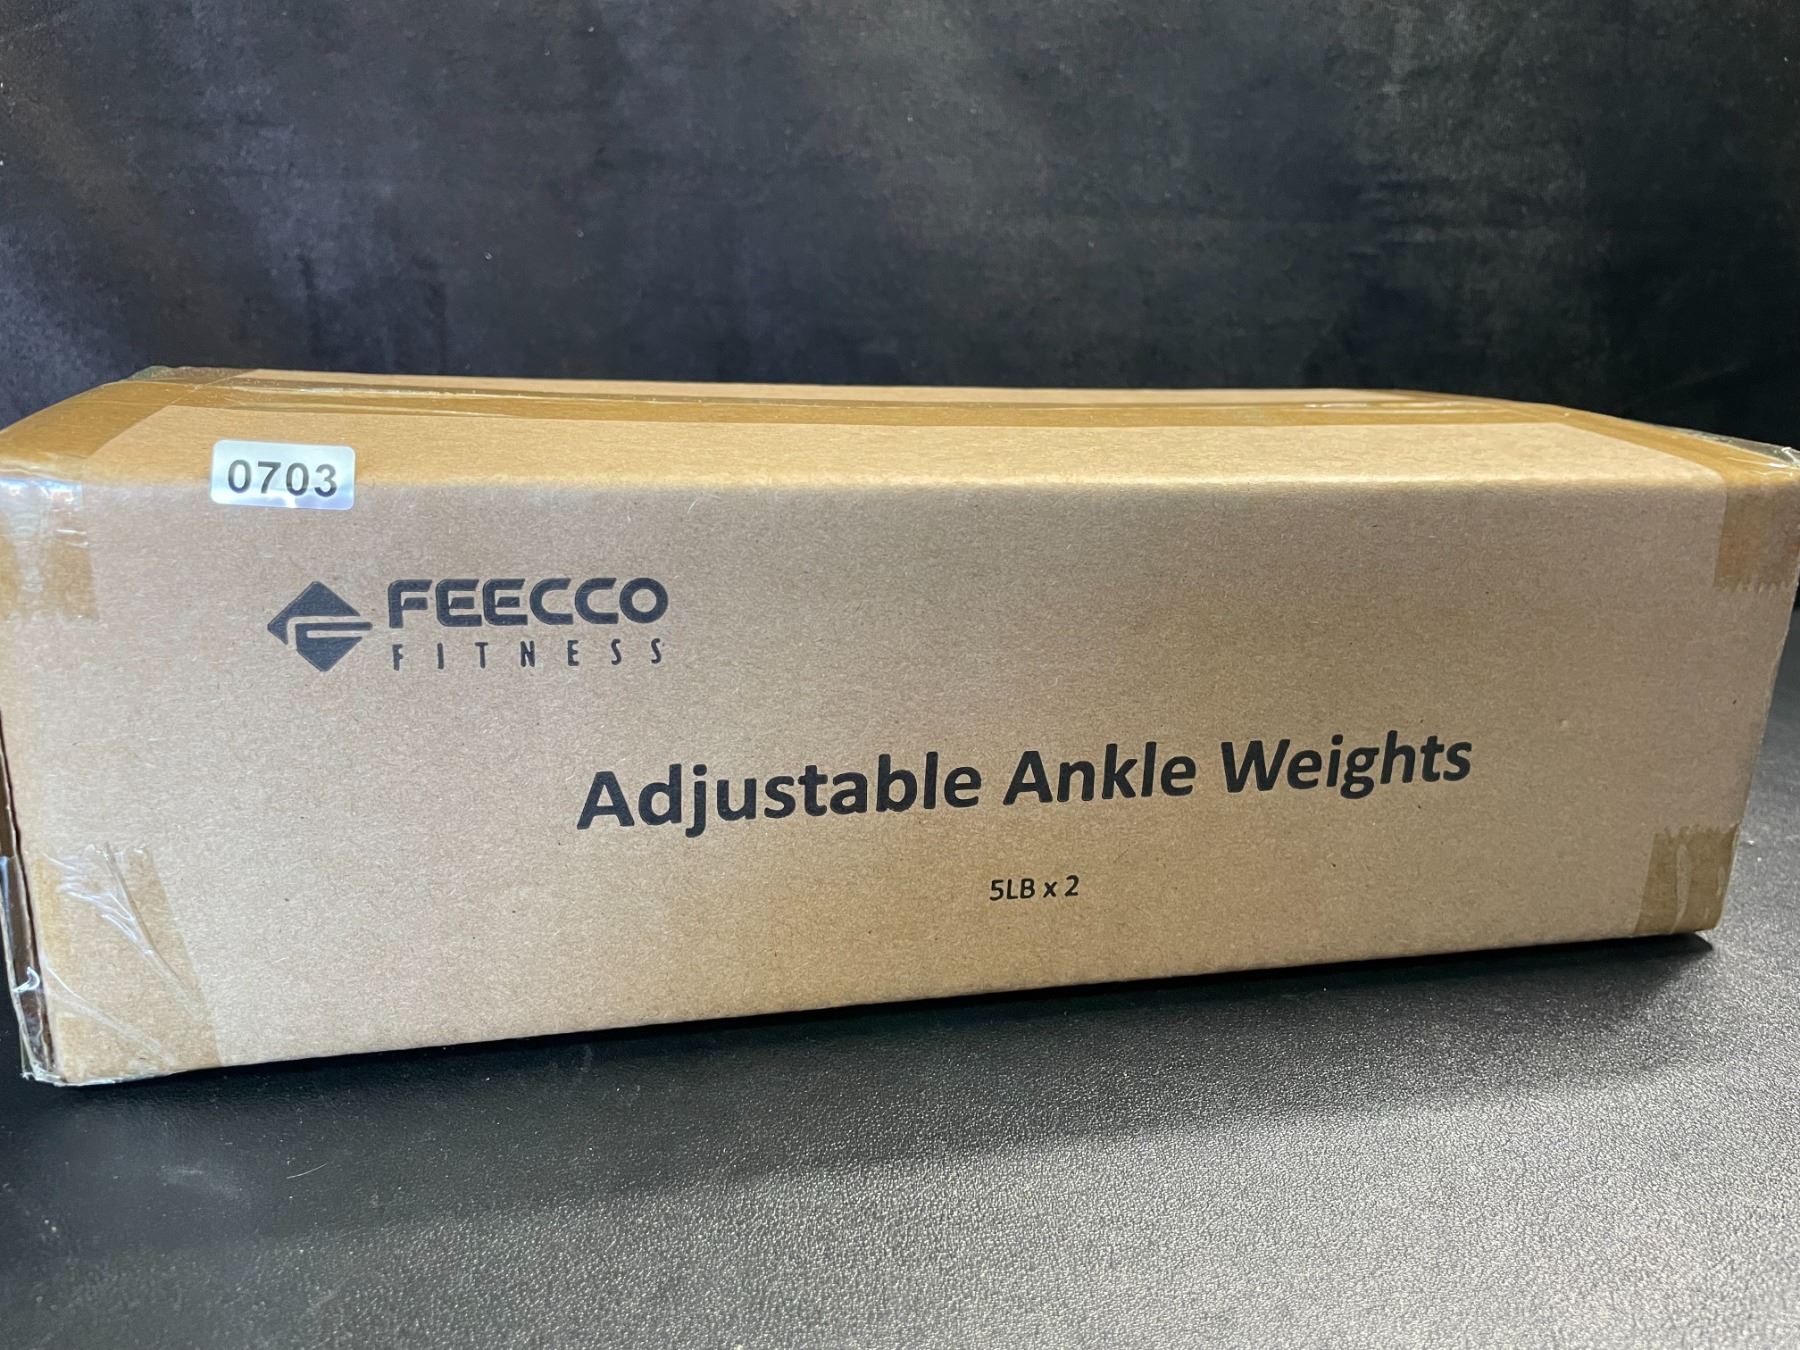 0703
FEECCO
FITNESS
Adjustable Ankle Weights
5LB x 2